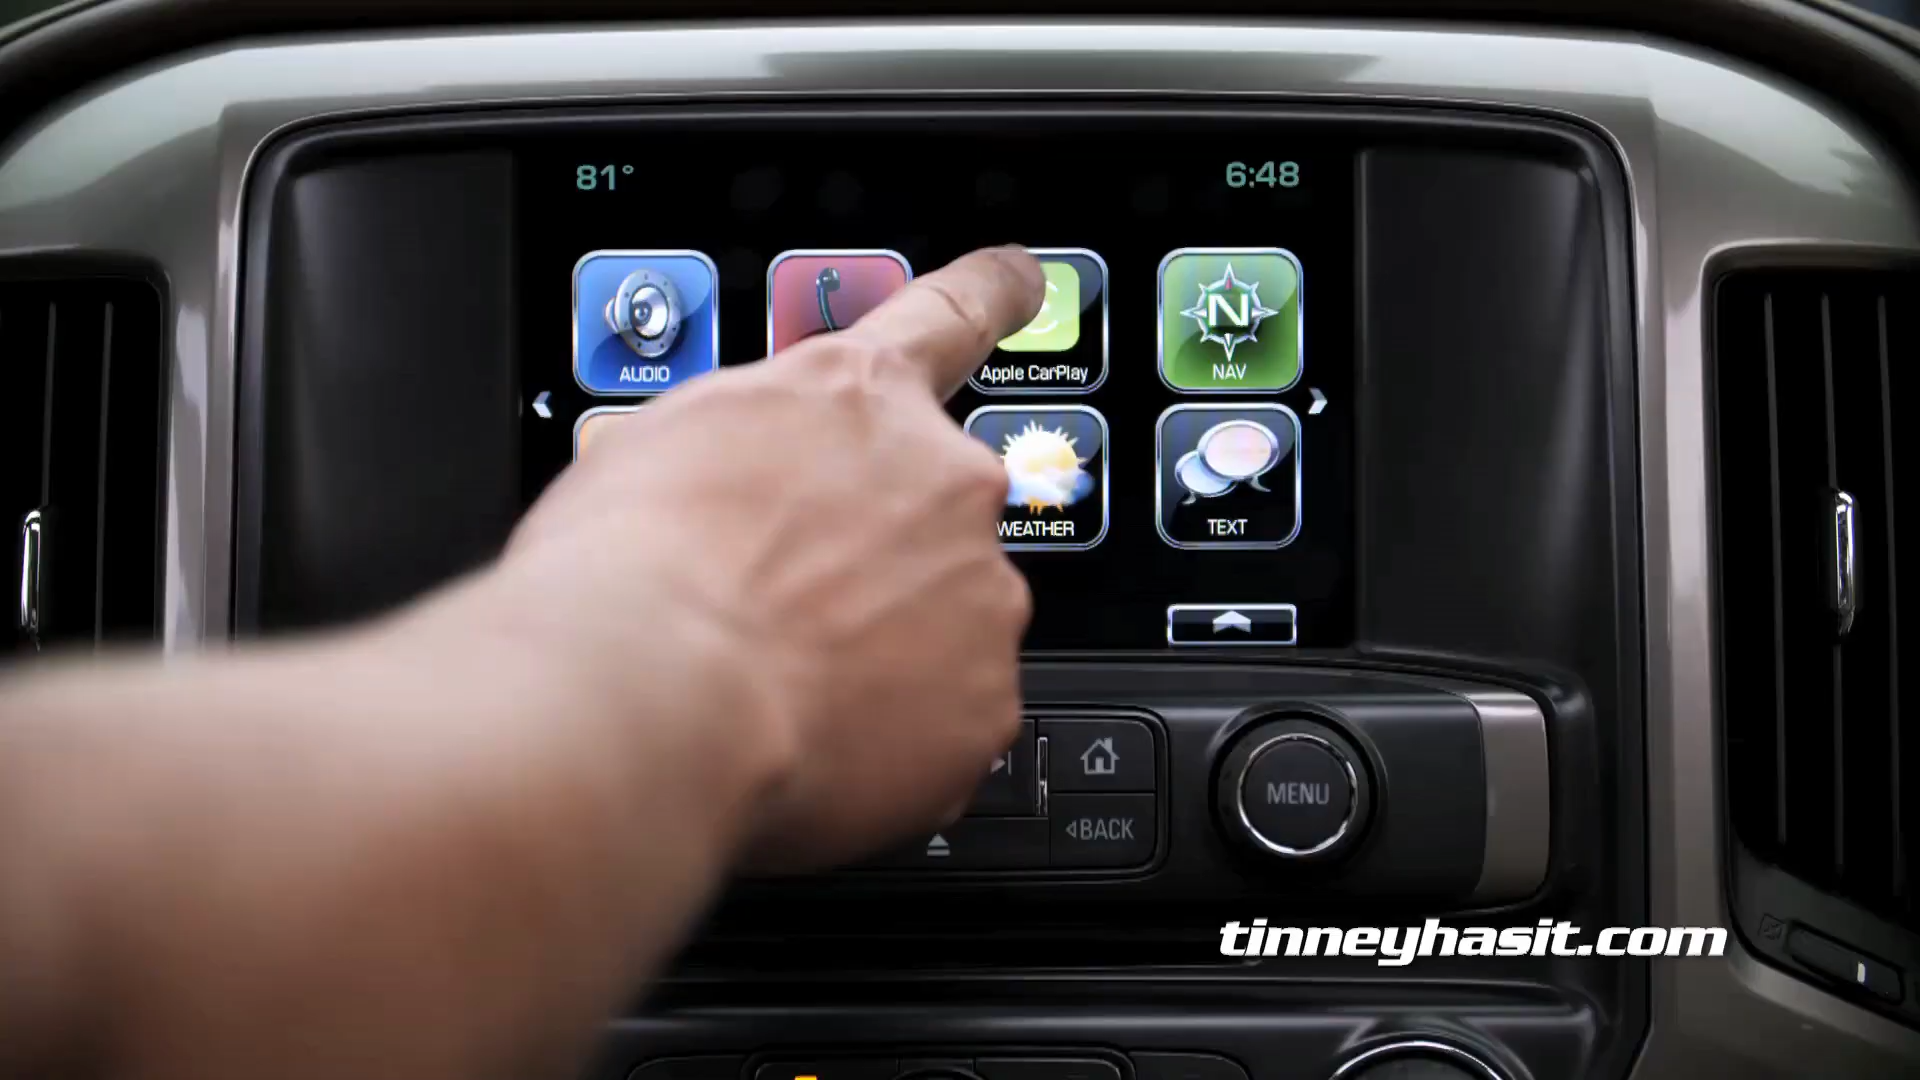 81°
6:48
AUDIO
Apple CarPlay
NAV
WEATHER
N
TEXT
MENU
BACK
tinneyhasit.com